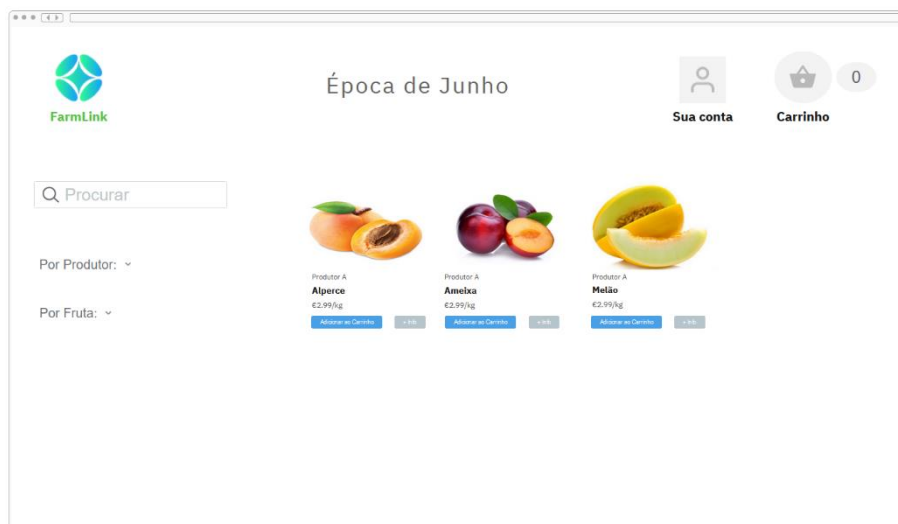 FarmLink
Época de Junho
Sua conta
Carrinho
0
Procurar
Por Produtor:
Por Fruta:
Produtor A
Alperce
€2.99/kg
Adicionar ao Carrinho
+ Info
Produtor A
Ameixa
€2.99/kg
Adicionar ao Carrinho
+ Info
Produtor A
Melão
€2.99/kg
Adicionar ao Carrinho
+ Info